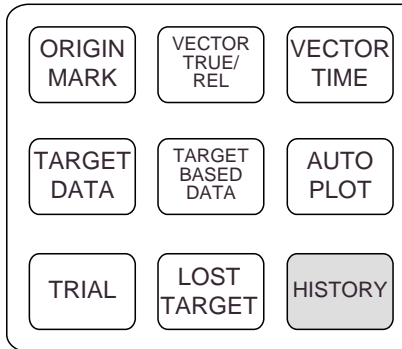 ORIGIN
MARK
VECTOR
TRUE/
REL
VECTOR
TIME
TARGET
DATA
TARGET
BASED
DATA
AUTO
PLOT
TRIAL
LOST
TARGET
HISTORY